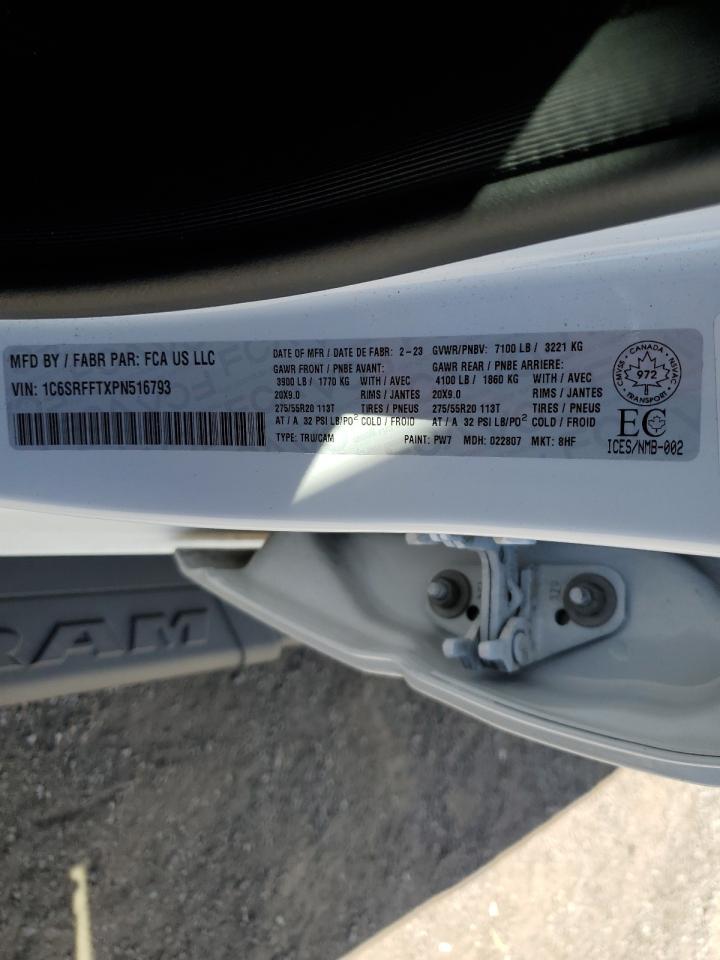 MFD BY / FABR PAR: FCA US LLC
VIN: 1C6SRFFTXPN516793
DATE OF MFR / DATE DE FABR: 2-23
GVWR/PNBV: 7100 LB / 3221 KG
GAWR FRONT / PNBE AVANT:
3900 LB / 1770 KG WITH / AVEC
20X9.0 RIMS / JANTES
275/55R20 113T TIRES / PNEUS
AT / A 32 PSI LB/PO² COLD / FROID
GAWR REAR / PNBE ARRIERE:
4100 LB / 1860 KG WITH / AVEC
20X9.0 RIMS / JANTES
275/55R20 113T TIRES / PNEUS
AT / A 32 PSI LB/PO² COLD / FROID
TYPE: TRU/CAM PAINT: PW7 MDH: 022807 MKT: 8HF
CANADA
CMVSS 972 NVAC
TRANSPORT
EC
ICES/NMB-002
RAM
329